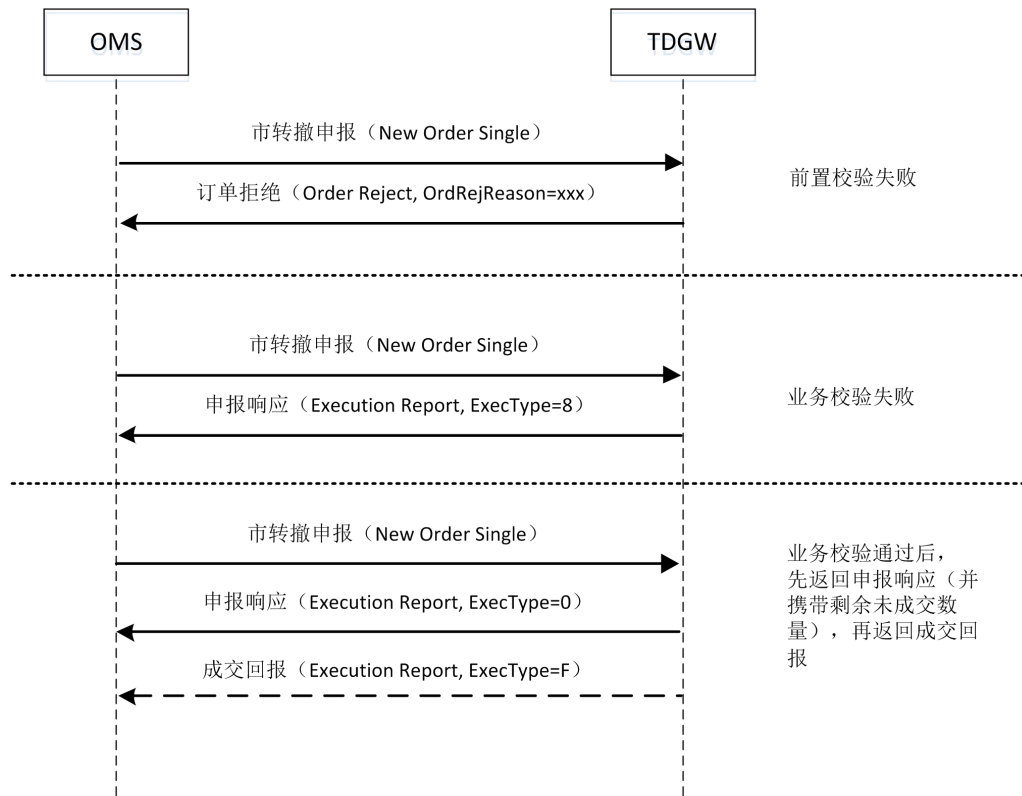 OMS
TDGW
市转撤申报（New Order Single）
订单拒绝（Order Reject, OrdRejReason=xxx）
前置校验失败
市转撤申报（New Order Single）
申报响应（Execution Report, ExecType=8）
业务校验失败
市转撤申报（New Order Single）
申报响应（Execution Report, ExecType=0）
成交回报（Execution Report, ExecType=F）
业务校验通过后，
先返回申报响应（并
携带剩余未成交数
量），再返回成交回
报